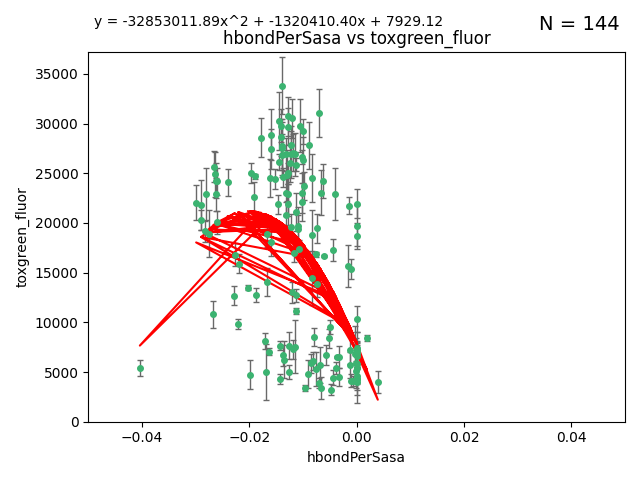 y = -32853011.89x^2 + -1320410.40x + 7929.12
N = 144
hbondPerSasa vs toxgreen_fluor
35000
30000
25000
20000
15000
10000
5000
0
toxgreen_fluor
−0.04
−0.02
0.00
0.02
0.04
hbondPerSasa